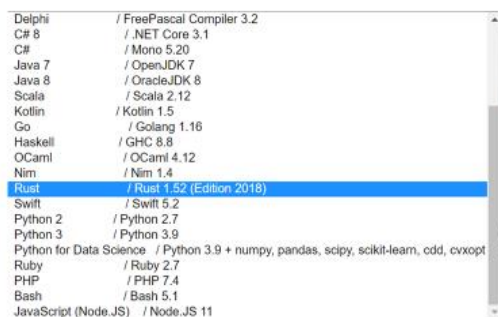 Delphi / FreePascal Compiler 3.2
C# 8 / .NET Core 3.1
C# / Mono 5.20
Java 7 / OpenJDK 7
Java 8 / OracleJDK 8
Scala / Scala 2.12
Kotlin / Kotlin 1.5
Go / Golang 1.16
Haskell / GHC 8.8
OCaml / OCaml 4.12
Nim / Nim 1.4
Rust / Rust 1.52 (Edition 2018)
Swift / Swift 5.2
Python 2 / Python 2.7
Python 3 / Python 3.9
Python for Data Science / Python 3.9 + numpy, pandas, scipy, scikit-learn, cdd, cvxopt
Ruby / Ruby 2.7
PHP / PHP 7.4
Bash / Bash 5.1
JavaScript (Node.JS) / Node.JS 11